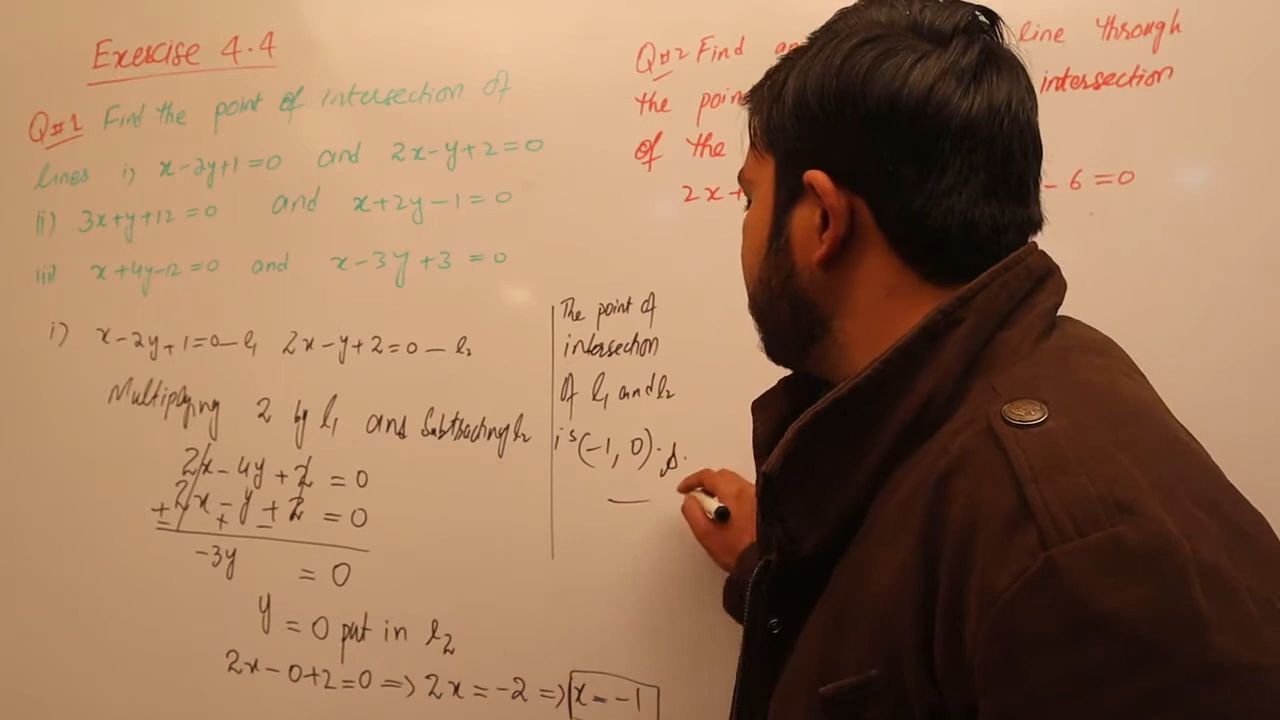 Exercise 4.4
Q#1 Find the point of intersection of
lines i) x-2y+1=0 and 2x-y+2=0
ii) 3x+y+12=0 and x+2y-1=0
iii) x+4y-12=0 and x-3y+3=0
i) x-2y+1=0-l1 2x-y+2=0-l2
Multiplying 2 by l1 and Subtracting l2
2x-4y+2=0
+2x-y+2=0
- + -
-3y =0
y=0 put in l2
2x-0+2=0=>2x=-2=>x=-1
The point of
intersection
of l1 and l2
is (-1, 0).
Q#2 Find line through
the intersection
of the
2x+ -6=0